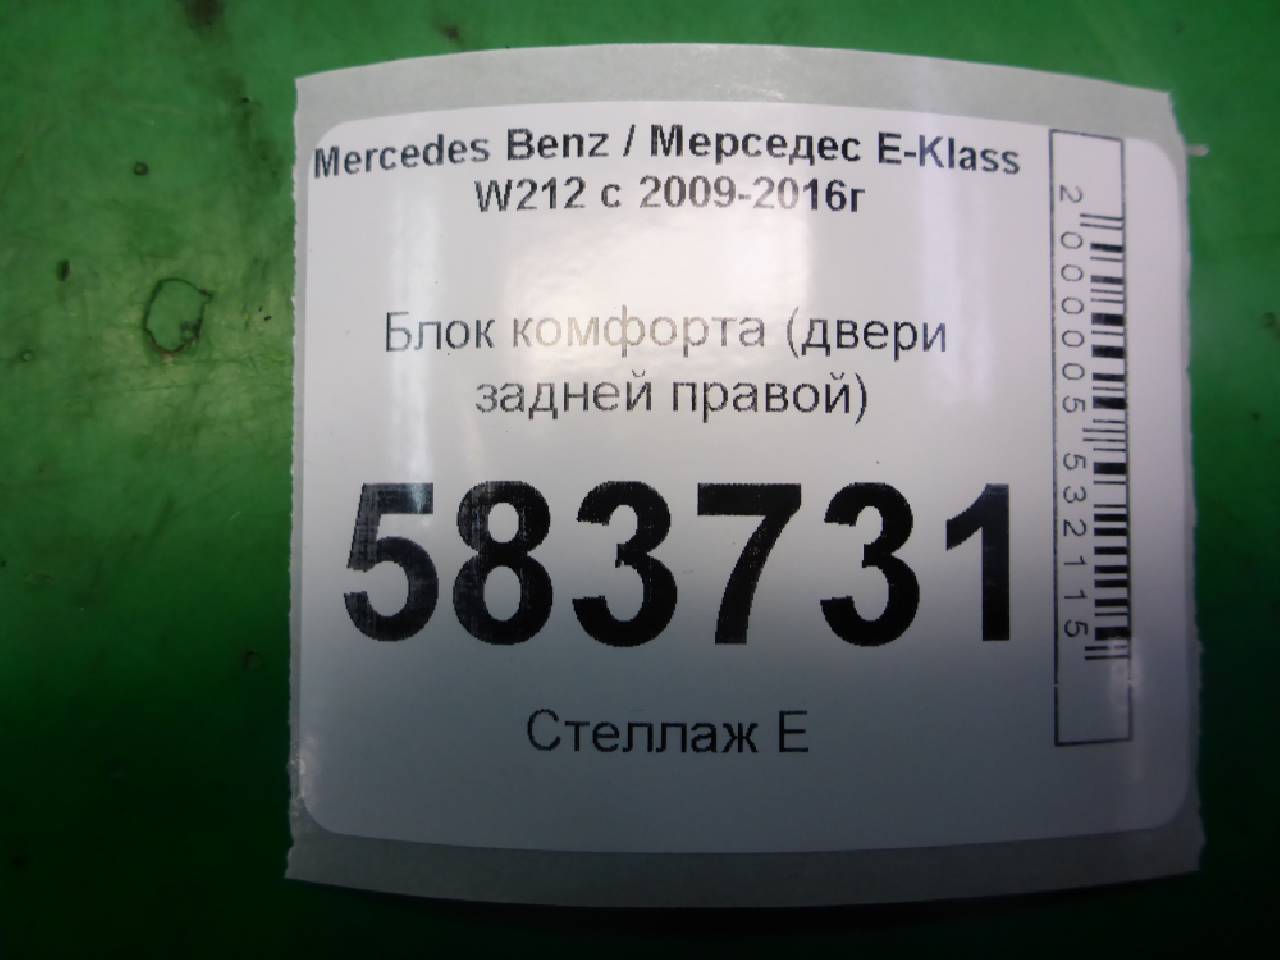 Mercedes Benz / Мерседес E-Klass
W212 с 2009-2016г
Блок комфорта (двери
задней правой)
583731
Стеллаж Е
2000005532115